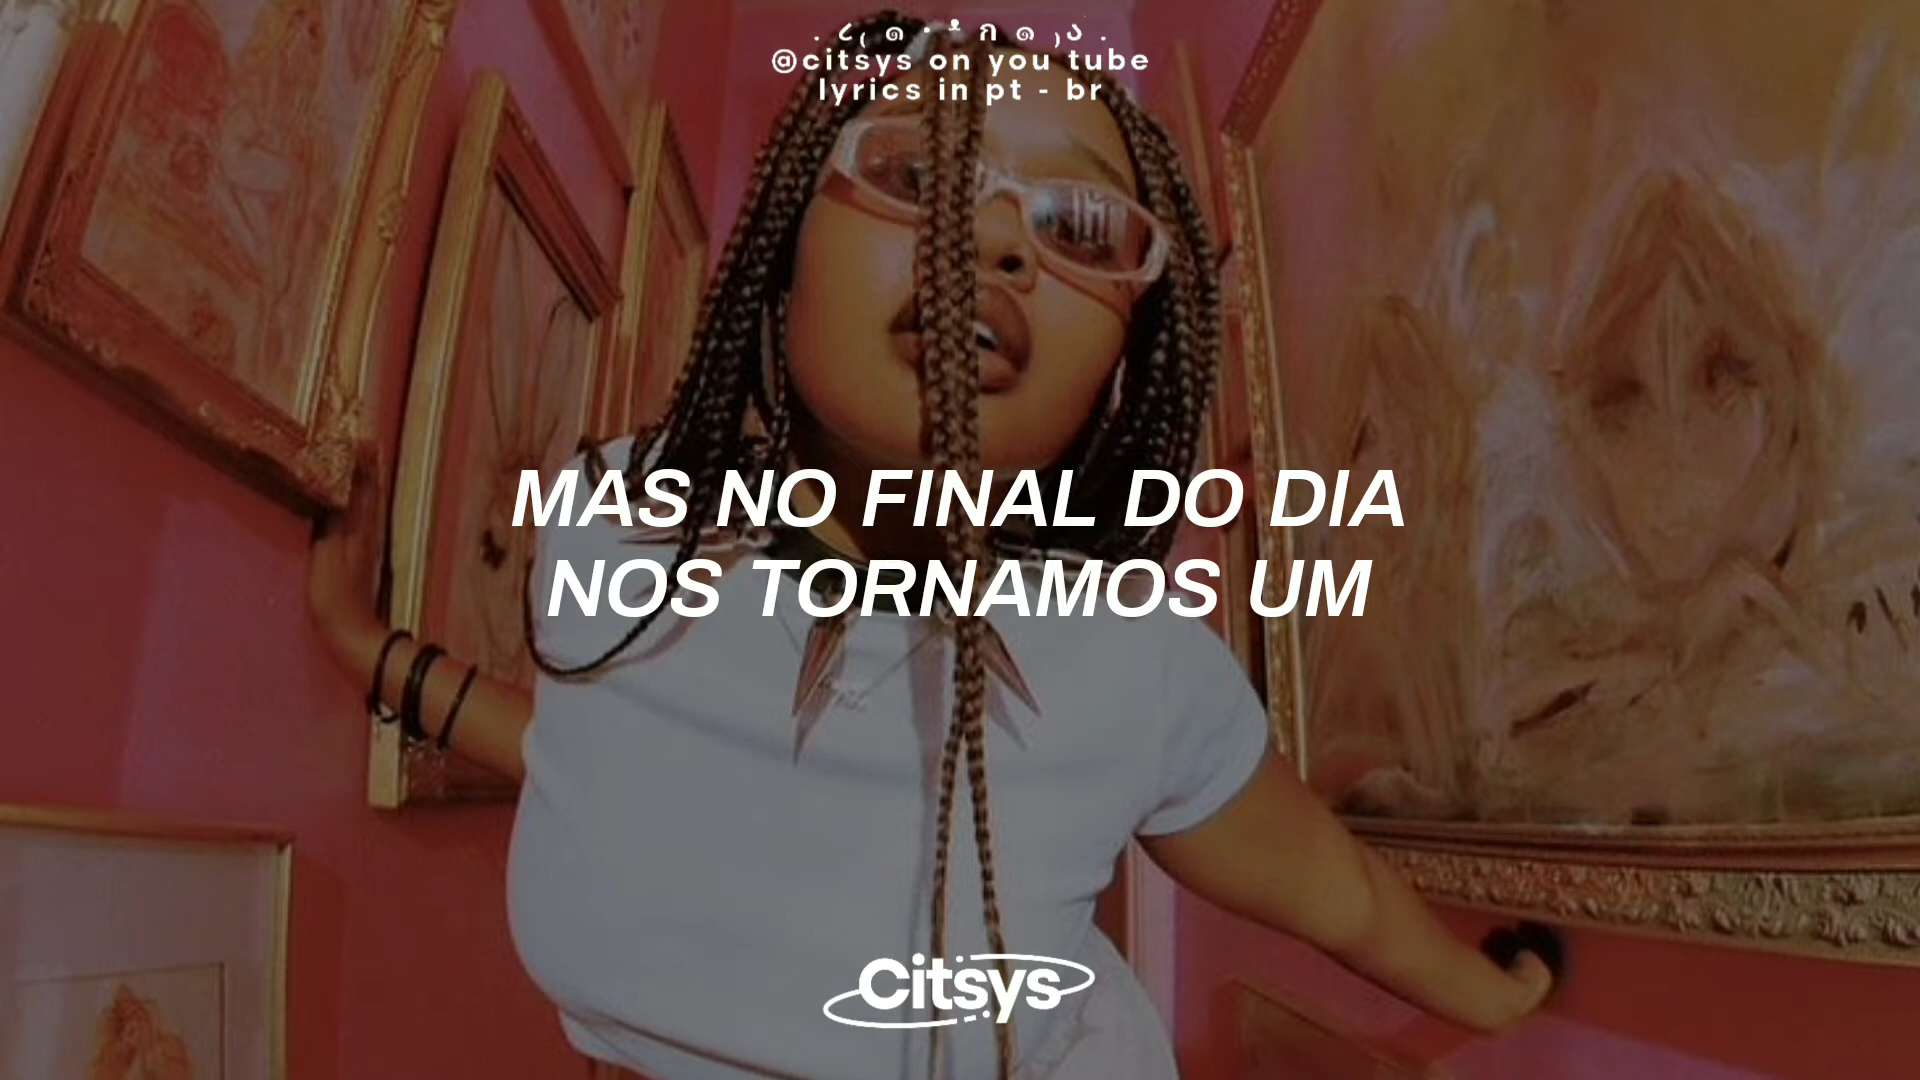 @citsys on you tube
lyrics in pt - br
MAS NO FINAL DO DIA
NOS TORNAMOS UM
Citsys